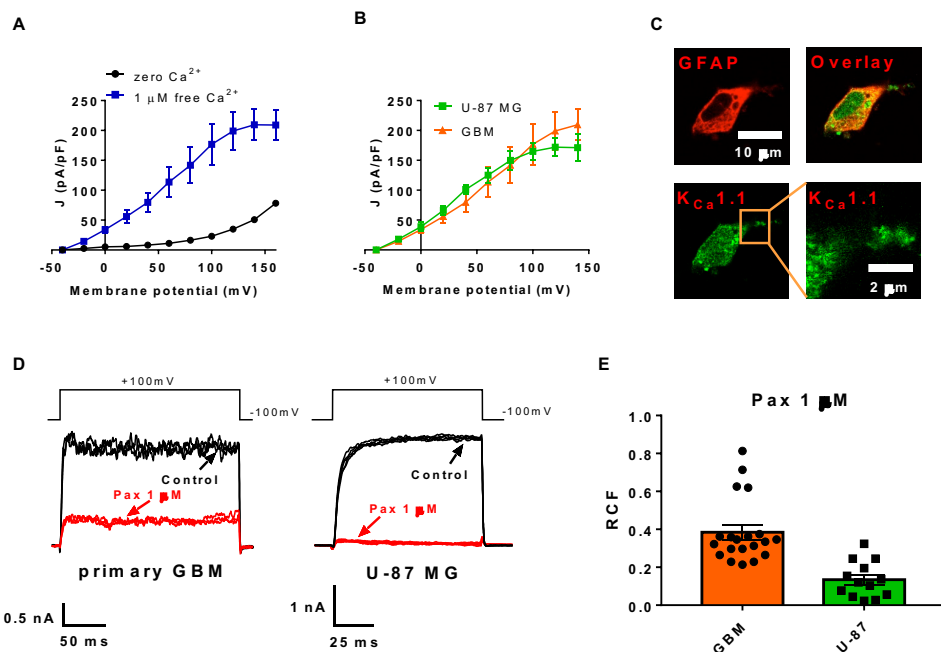 A
zero Ca2+
1 μM free Ca2+
J (pA/pF)
250
200
150
100
50
-50
0
50
100
150
Membrane potential (mV)
B
U-87 MG
GBM
J (pA/pF)
250
200
150
100
50
-50
0
50
100
150
Membrane potential (mV)
C
GFAP
10 μm
Overlay
KCa1.1
KCa1.1
2 μm
D
+100mV
-100mV
Control
Pax 1 μM
primary GBM
0.5 nA
50 ms
+100mV
-100mV
Control
Pax 1 μM
U-87 MG
1 nA
25 ms
E
Pax 1 μM
RCF
1.0
0.8
0.6
0.4
0.2
0.0
GBM
U-87